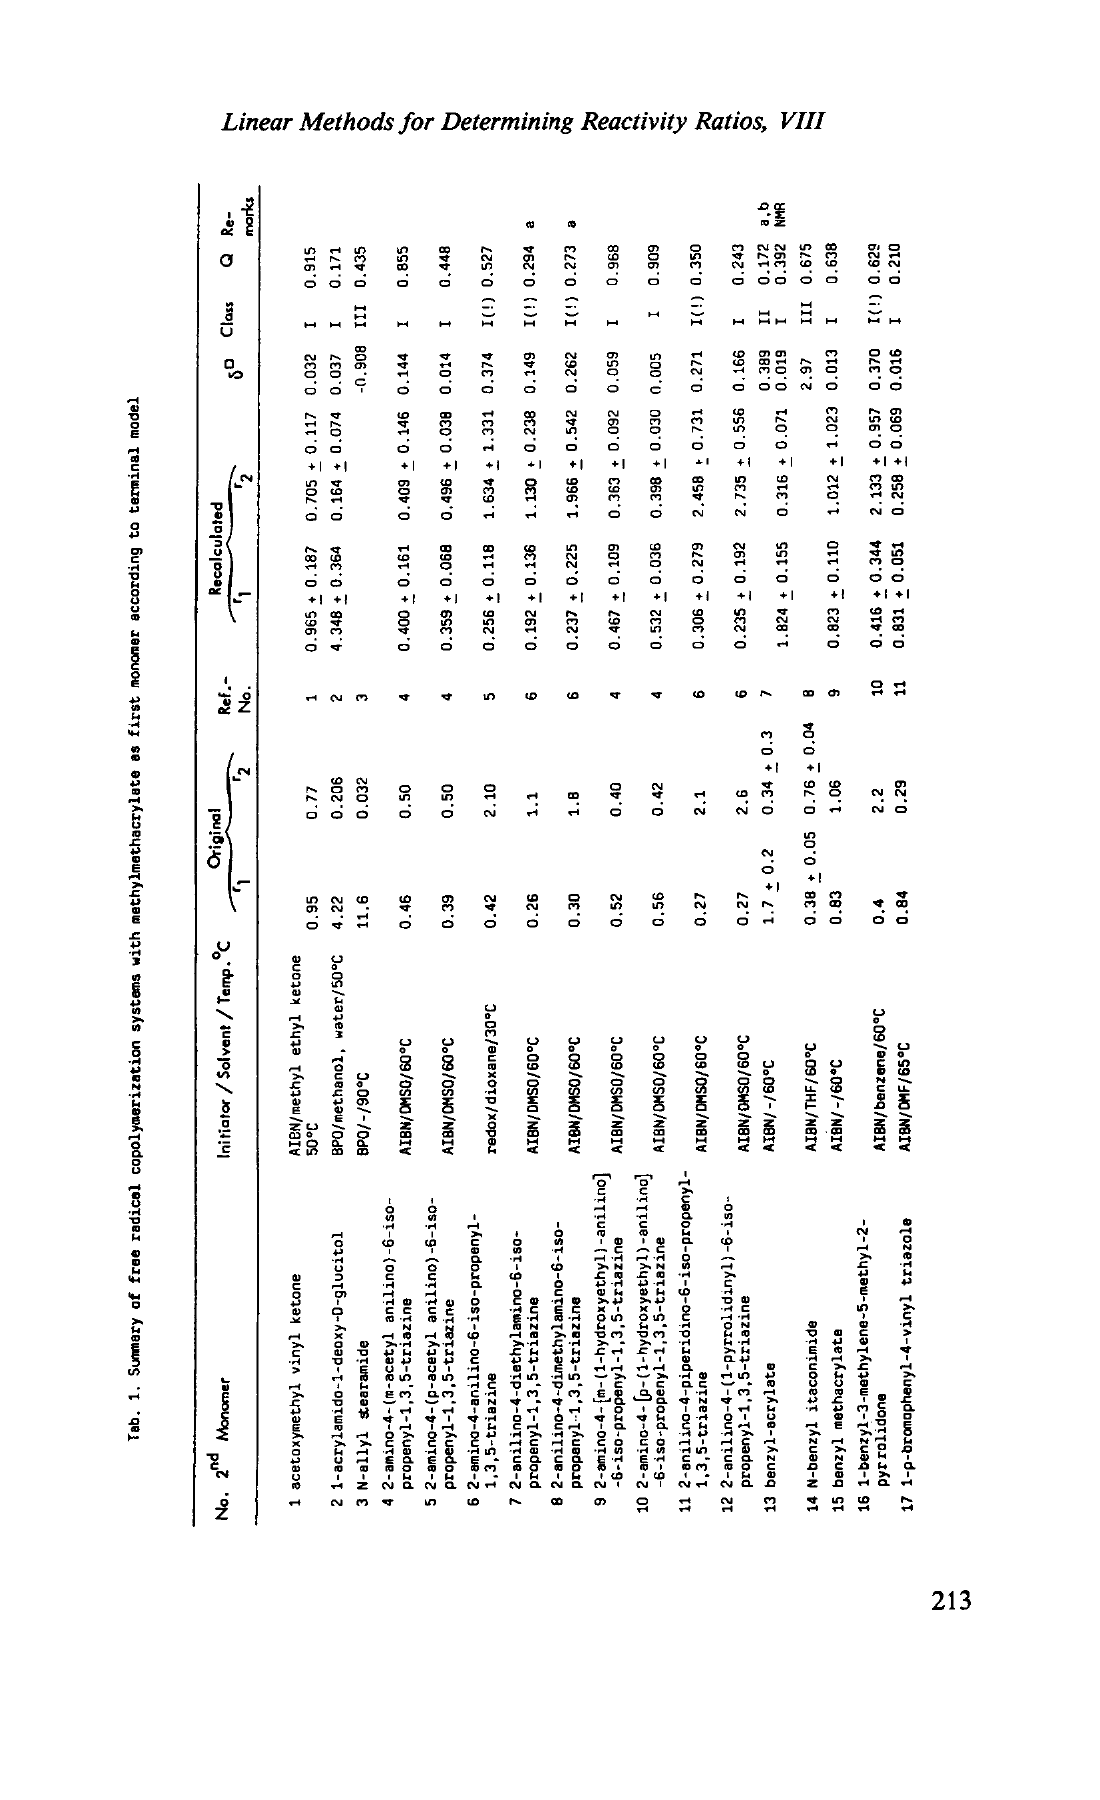 Linear Methods for Determining Reactivity Ratios, VIII
Tab. 1. Summary of free radical copolymerization systems with methylmethacrylate as first monomer according to terminal model
No. 2nd Monomer Initiator / Solvent / Temp. °C Original r1 r2 Ref.-No. Recalculated r1 r2 δ□ Class Q Re-marks
1 acetoxymethyl vinyl ketone AIBN/methyl ethyl ketone
50°C 0.95 0.77 1 0.965 ± 0.187 0.705 ± 0.117 0.032 I 0.915
2 1-acrylamido-1-deoxy-D-glucitol BPO/methanol, water/50°C 4.22 0.206 2 4.348 ± 0.364 0.164 ± 0.074 0.037 I 0.171
3 N-allyl stearamide BPO/-/90°C 11.6 0.032 3 -0.908 III 0.435
4 2-amino-4-(m-acetyl anilino)-6-iso-
propenyl-1,3,5-triazine AIBN/DMSO/60°C 0.46 0.50 4 0.400 ± 0.161 0.409 ± 0.146 0.144 I 0.855
5 2-amino-4-(p-acetyl anilino)-6-iso-
propenyl-1,3,5-triazine AIBN/DMSO/60°C 0.39 0.50 4 0.359 ± 0.068 0.496 ± 0.038 0.014 I 0.448
6 2-amino-4-anilino-6-iso-propenyl-
1,3,5-triazine redox/dioxane/30°C 0.42 2.10 5 0.256 ± 0.118 1.634 ± 1.331 0.374 I(!) 0.527
7 2-anilino-4-diethylamino-6-iso-
propenyl-1,3,5-triazine AIBN/DMSO/60°C 0.26 1.1 6 0.192 ± 0.136 1.130 ± 0.238 0.149 I(!) 0.294 a
8 2-anilino-4-dimethylamino-6-iso-
propenyl-1,3,5-triazine AIBN/DMSO/60°C 0.30 1.8 6 0.237 ± 0.225 1.966 ± 0.542 0.262 I(!) 0.273 a
9 2-amino-4-[m-(1-hydroxyethyl)-anilino]
-6-iso-propenyl-1,3,5-triazine AIBN/DMSO/60°C 0.52 0.40 4 0.467 ± 0.109 0.363 ± 0.092 0.059 I 0.968
10 2-amino-4-[p-(1-hydroxyethyl)-anilino]
-6-iso-propenyl-1,3,5-triazine AIBN/DMSO/60°C 0.56 0.42 4 0.532 ± 0.036 0.398 ± 0.030 0.005 I 0.909
11 2-anilino-4-piperidino-6-iso-propenyl-
1,3,5-triazine AIBN/DMSO/60°C 0.27 2.1 6 0.306 ± 0.279 2.458 ± 0.731 0.271 I(!) 0.350
12 2-anilino-4-(1-pyrrolidinyl)-6-iso-
propenyl-1,3,5-triazine AIBN/DMSO/60°C 0.27 2.6 6 0.235 ± 0.192 2.735 ± 0.556 0.166 I 0.243
13 benzyl-acrylate AIBN/-/60°C 1.7 ± 0.2 0.34 ± 0.3 7 0.389 II 0.172 a,b
1.824 ± 0.155 0.316 ± 0.071 0.019 I 0.392 NMR
14 N-benzyl itaconimide AIBN/THF/60°C 0.38 ± 0.05 0.76 ± 0.04 8 2.97 III 0.675
15 benzyl methacrylate AIBN/-/60°C 0.83 1.06 9 0.823 ± 0.110 1.012 ± 1.023 0.013 I 0.638
16 1-benzyl-3-methylene-5-methyl-2-
pyrrolidone AIBN/benzene/60°C 0.4 2.2 10 0.416 ± 0.344 2.133 ± 0.957 0.370 I(!) 0.629
17 1-p-bromophenyl-4-vinyl triazole AIBN/DMF/65°C 0.84 0.29 11 0.831 ± 0.051 0.258 ± 0.069 0.016 I 0.210
213